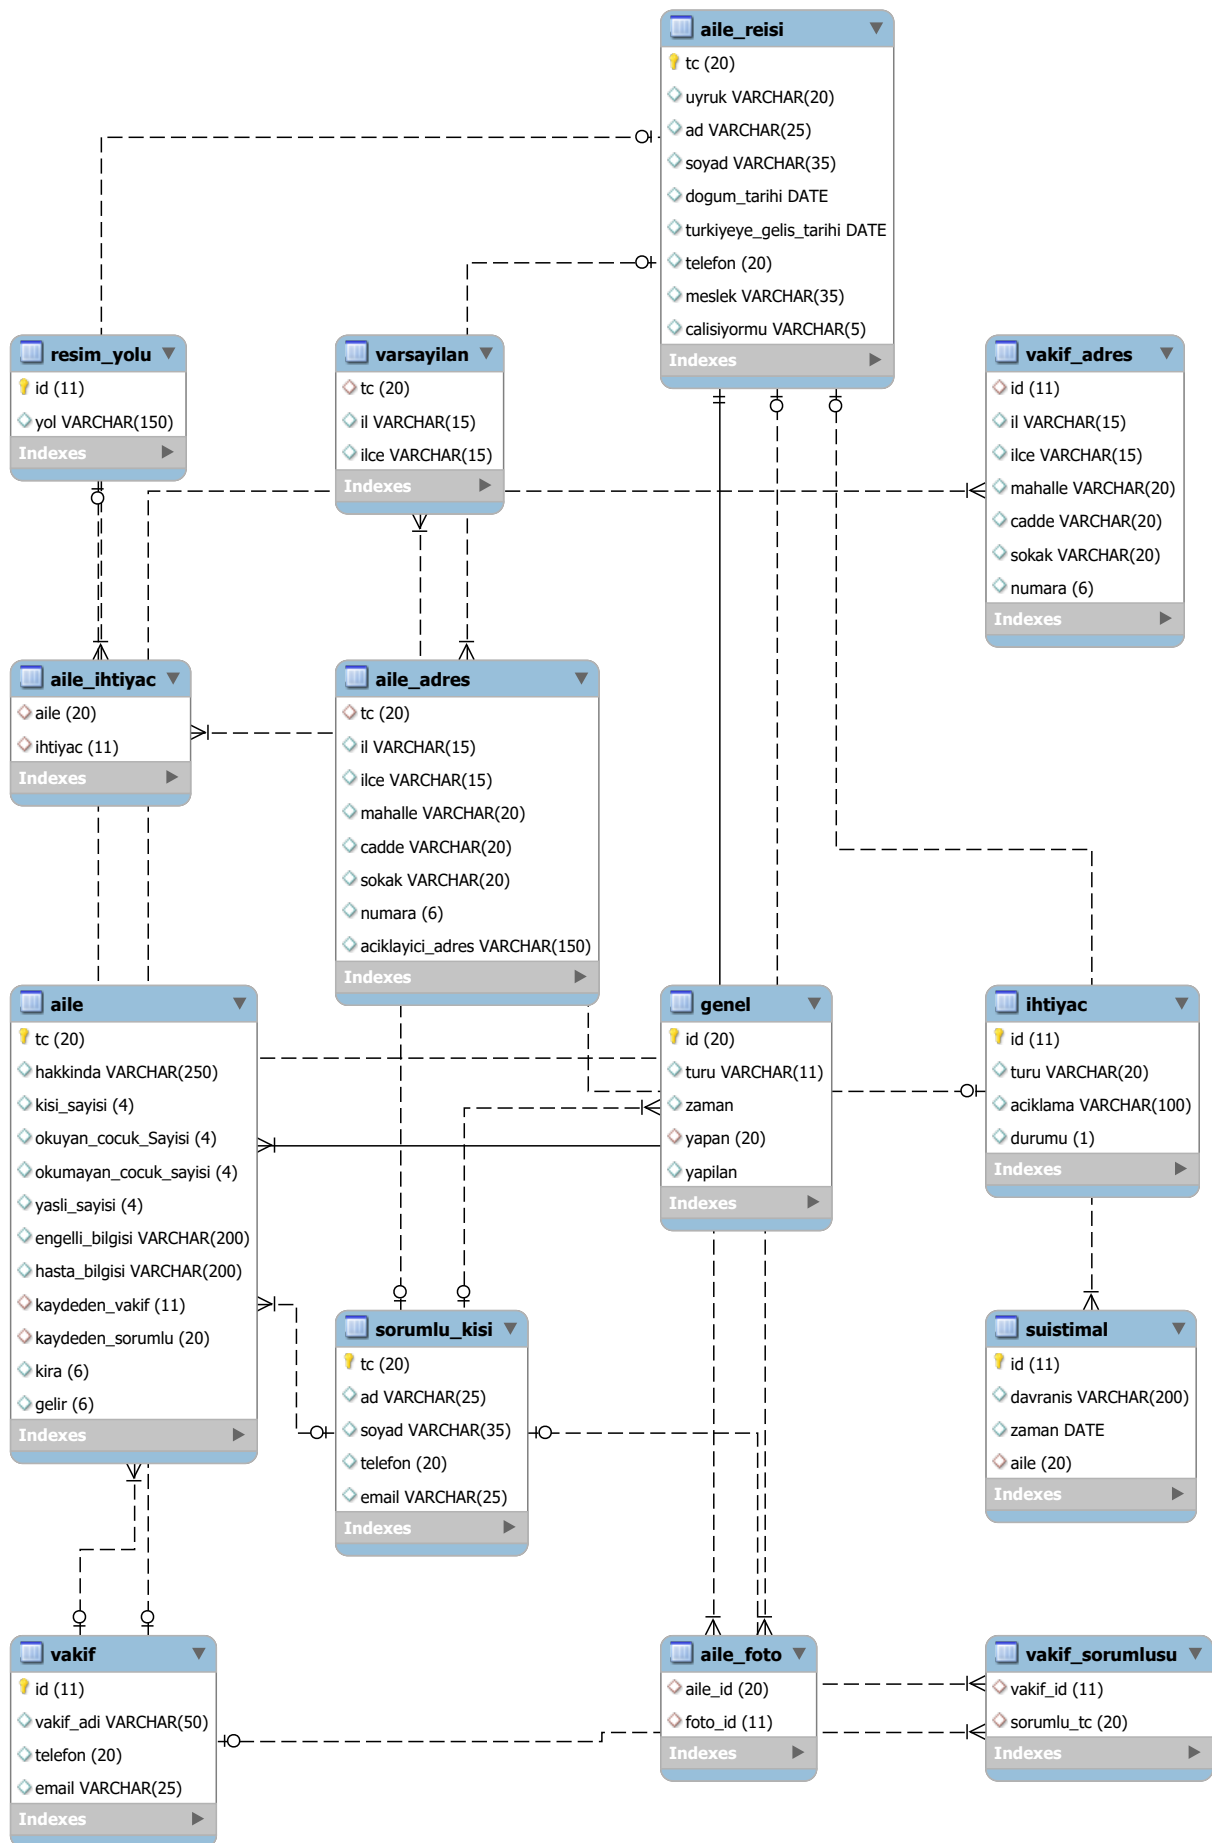 aile_reisi
tc (20)
uyruk VARCHAR(20)
ad VARCHAR(25)
soyad VARCHAR(35)
dogum_tarihi DATE
turkiyeye_gelis_tarihi DATE
telefon (20)
meslek VARCHAR(35)
calisiyormu VARCHAR(5)
Indexes
resim_yolu
id (11)
yol VARCHAR(150)
Indexes
varsayilan
tc (20)
il VARCHAR(15)
ilce VARCHAR(15)
Indexes
vakif_adres
id (11)
il VARCHAR(15)
ilce VARCHAR(15)
mahalle VARCHAR(20)
cadde VARCHAR(20)
sokak VARCHAR(20)
numara (6)
Indexes
aile_ihtiyac
aile (20)
ihtiyac (11)
Indexes
aile_adres
tc (20)
il VARCHAR(15)
ilce VARCHAR(15)
mahalle VARCHAR(20)
cadde VARCHAR(20)
sokak VARCHAR(20)
numara (6)
aciklayici_adres VARCHAR(150)
Indexes
aile
tc (20)
hakkinda VARCHAR(250)
kisi_sayisi (4)
okuyan_cocuk_Sayisi (4)
okumayan_cocuk_sayisi (4)
yasli_sayisi (4)
engelli_bilgisi VARCHAR(200)
hasta_bilgisi VARCHAR(200)
kaydeden_vakif (11)
kaydeden_sorumlu (20)
kira (6)
gelir (6)
Indexes
genel
id (20)
turu VARCHAR(11)
zaman
yapan (20)
yapilan
Indexes
ihtiyac
id (11)
turu VARCHAR(20)
aciklama VARCHAR(100)
durumu (1)
Indexes
sorumlu_kisi
tc (20)
ad VARCHAR(25)
soyad VARCHAR(35)
telefon (20)
email VARCHAR(25)
Indexes
suistimal
id (11)
davranis VARCHAR(200)
zaman DATE
aile (20)
Indexes
vakif
id (11)
vakif_adi VARCHAR(50)
telefon (20)
email VARCHAR(25)
Indexes
aile_foto
aile_id (20)
foto_id (11)
Indexes
vakif_sorumlusu
vakif_id (11)
sorumlu_tc (20)
Indexes